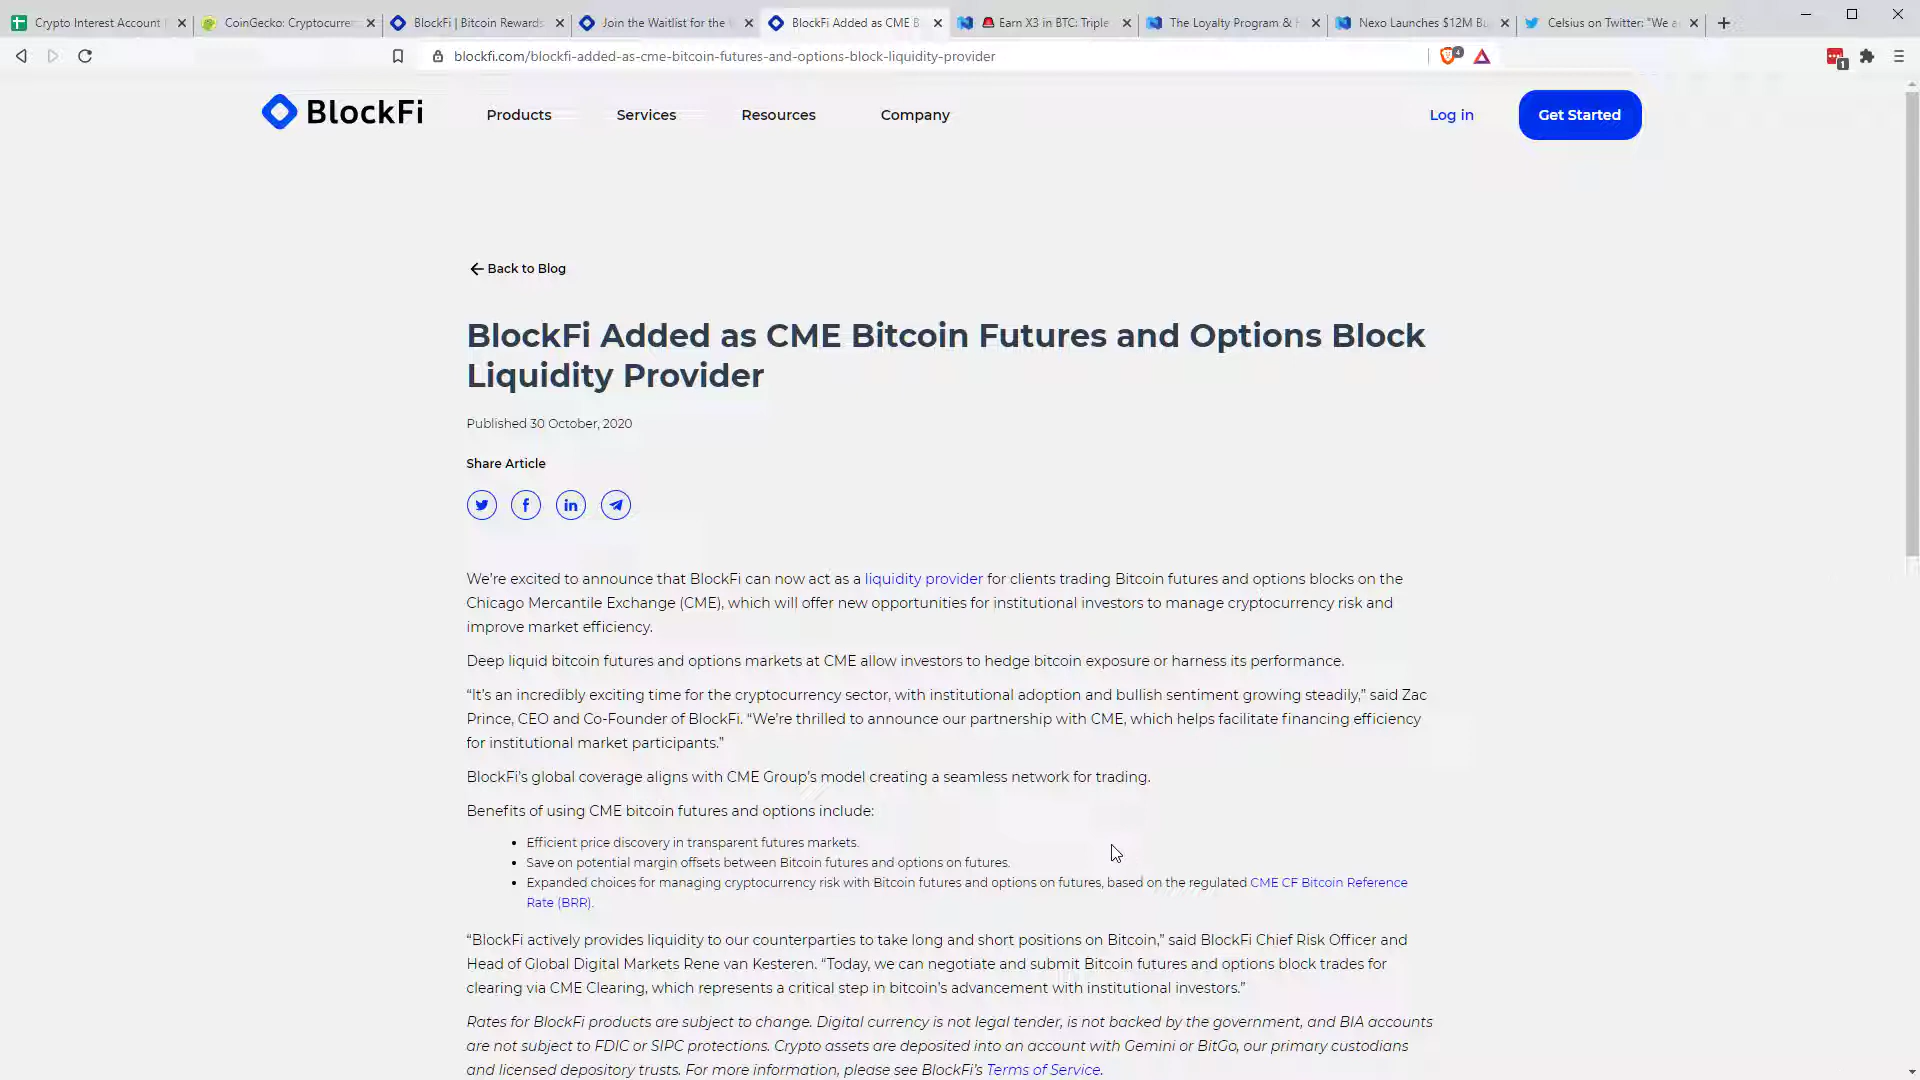 Crypto Interest Account
CoinGecko: Cryptocurre
BlockFi | Bitcoin Rewards
Join the Waitlist for the
BlockFi Added as CME B
Earn X3 in BTC: Triple
The Loyalty Program &
Nexo Launches $12M Bu
Celsius on Twitter: "We a
blockfi.com/blockfi-added-as-cme-bitcoin-futures-and-options-block-liquidity-provider
4
1
BlockFi
Products
Services
Resources
Company
Log in
Get Started
Back to Blog
BlockFi Added as CME Bitcoin Futures and Options Block
Liquidity Provider
Published 30 October, 2020
Share Article
We're excited to announce that BlockFi can now act as a liquidity provider for clients trading Bitcoin futures and options blocks on the
Chicago Mercantile Exchange (CME), which will offer new opportunities for institutional investors to manage cryptocurrency risk and
improve market efficiency.
Deep liquid bitcoin futures and options markets at CME allow investors to hedge bitcoin exposure or harness its performance.
“It’s an incredibly exciting time for the cryptocurrency sector, with institutional adoption and bullish sentiment growing steadily,” said Zac
Prince, CEO and Co-Founder of BlockFi. “We’re thrilled to announce our partnership with CME, which helps facilitate financing efficiency
for institutional market participants.”
BlockFi’s global coverage aligns with CME Group’s model creating a seamless network for trading.
Benefits of using CME bitcoin futures and options include:
• Efficient price discovery in transparent futures markets.
• Save on potential margin offsets between Bitcoin futures and options on futures.
• Expanded choices for managing cryptocurrency risk with Bitcoin futures and options on futures, based on the regulated CME CF Bitcoin Reference
Rate (BRR).
“BlockFi actively provides liquidity to our counterparties to take long and short positions on Bitcoin,” said BlockFi Chief Risk Officer and
Head of Global Digital Markets Rene van Kesteren. “Today, we can negotiate and submit Bitcoin futures and options block trades for
clearing via CME Clearing, which represents a critical step in bitcoin’s advancement with institutional investors.”
Rates for BlockFi products are subject to change. Digital currency is not legal tender, is not backed by the government, and BIA accounts
are not subject to FDIC or SIPC protections. Crypto assets are deposited into an account with Gemini or BitGo, our primary custodians
and licensed depository trusts. For more information, please see BlockFi’s Terms of Service.